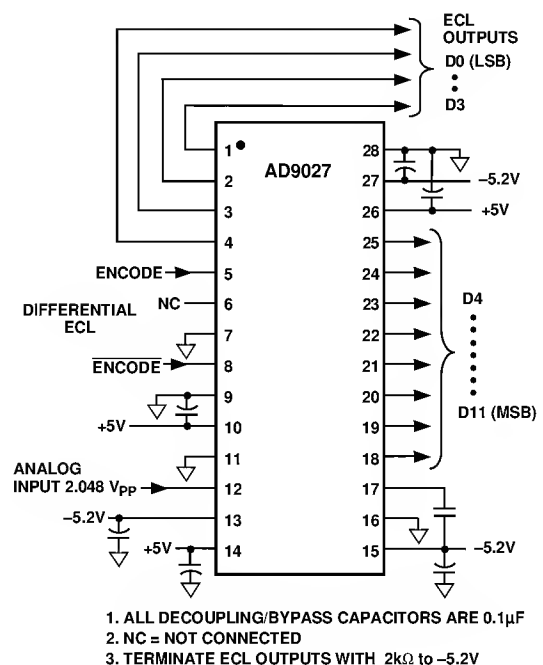 ECL
OUTPUTS
D0 (LSB)
D3
AD9027
1
2
3
4
5
6
7
8
9
10
11
12
13
14
28
27
26
25
24
23
22
21
20
19
18
17
16
15
–5.2V
+5V
ENCODE
NC
DIFFERENTIAL
ECL
ENCODE
+5V
ANALOG
INPUT 2.048 VPP
–5.2V
+5V
D4
D11 (MSB)
–5.2V
1. ALL DECOUPLING/BYPASS CAPACITORS ARE 0.1µF
2. NC = NOT CONNECTED
3. TERMINATE ECL OUTPUTS WITH 2kΩ to –5.2V